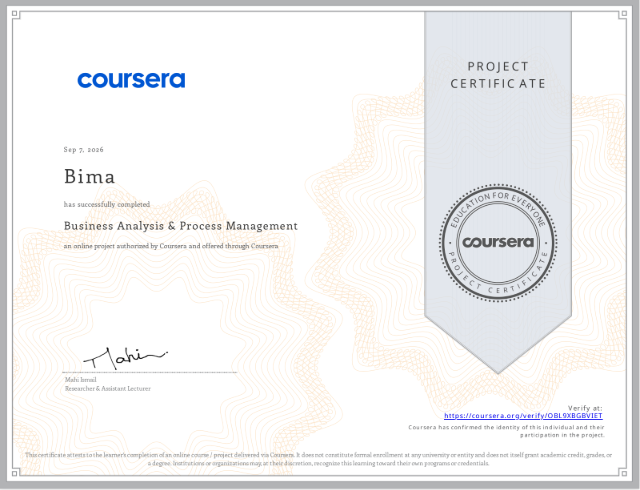 coursera
PROJECT
CERTIFICATE
Sep 7, 2026
Bima
has successfully completed
Business Analysis & Process Management
an online project authorized by Coursera and offered through Coursera
EDUCATION FOR EVERYONE
coursera
PROJECT CERTIFICATE
Mahi
Mahi Ismail
Researcher & Assistant Lecturer
Verify at:
https://coursera.org/verify/OBL9XBGBVIET
Coursera has confirmed the identity of this individual and their
participation in the project.
This certificate attests to the learner's completion of an online course / project delivered via Coursera. It does not constitute formal enrollment at any university or entity and does not itself grant academic credit, grades, or
a degree. Institutions or organizations may, at their discretion, recognize this learning toward their own programs or credentials.